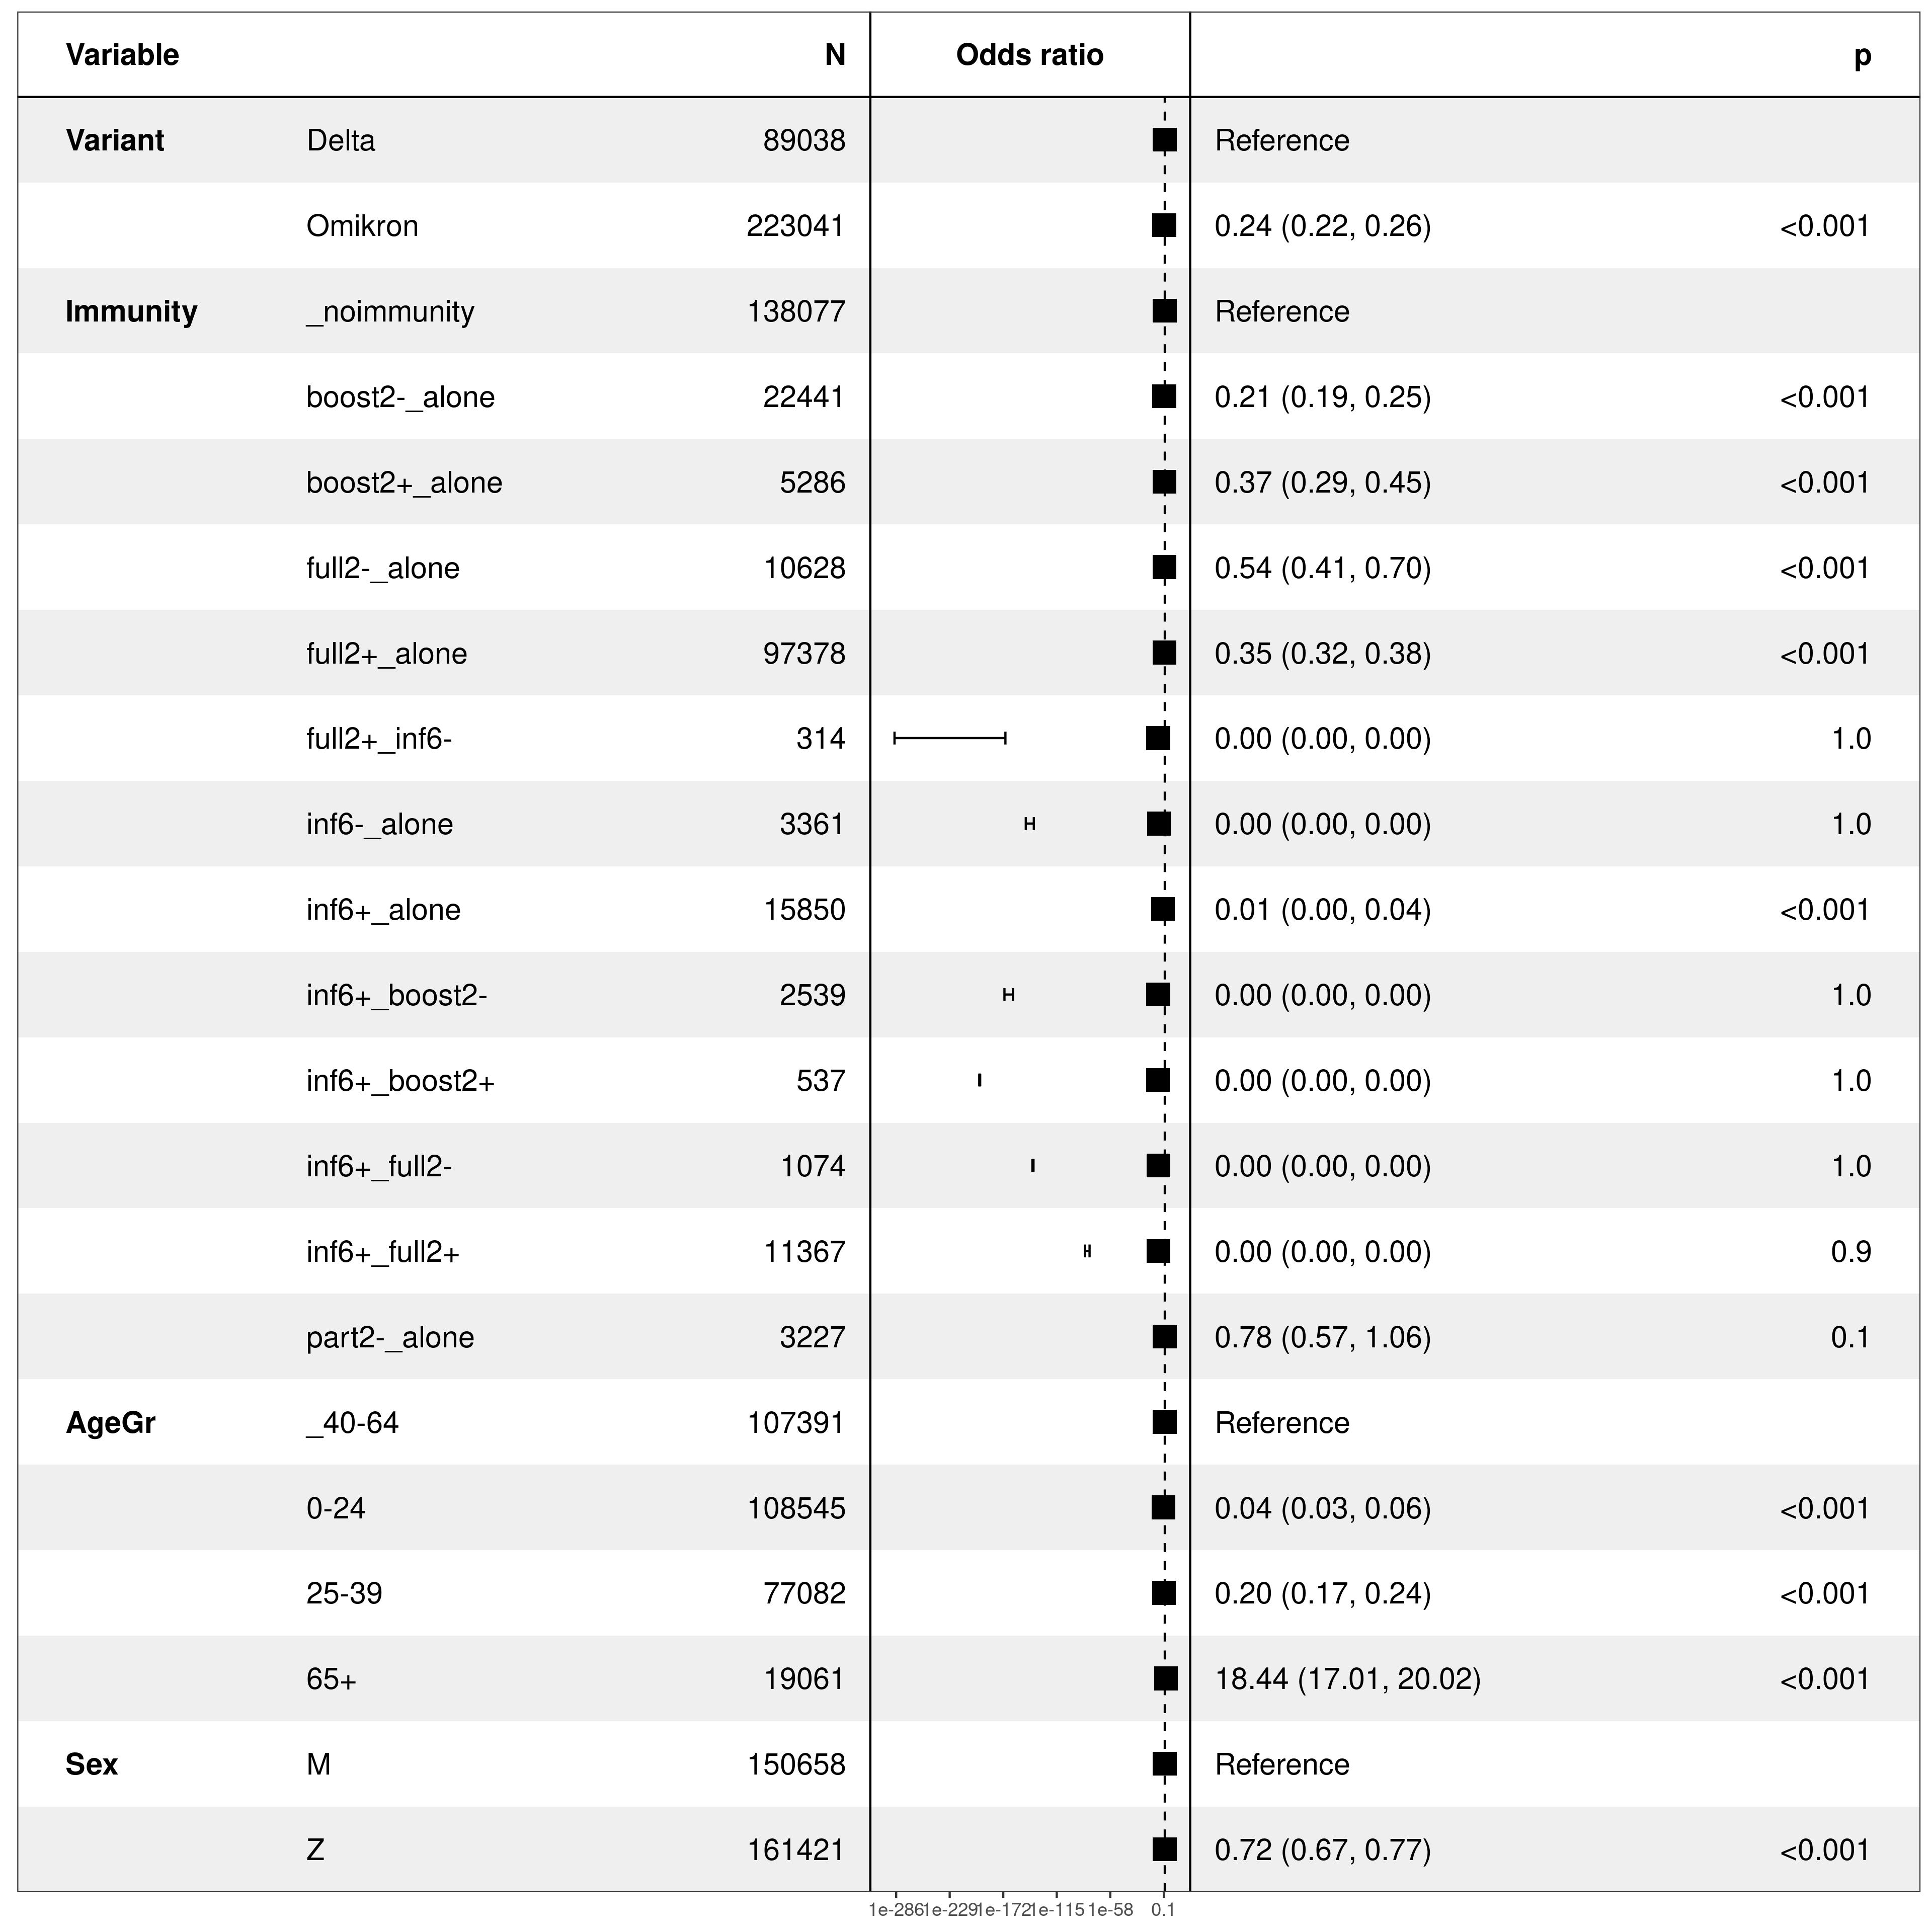 Variable N Odds ratio p
Variant Delta 89038 Reference
Omikron 223041 0.24 (0.22, 0.26) <0.001
Immunity _noimmunity 138077 Reference
boost2-_alone 22441 0.21 (0.19, 0.25) <0.001
boost2+_alone 5286 0.37 (0.29, 0.45) <0.001
full2-_alone 10628 0.54 (0.41, 0.70) <0.001
full2+_alone 97378 0.35 (0.32, 0.38) <0.001
full2+_inf6- 314 0.00 (0.00, 0.00) 1.0
inf6-_alone 3361 0.00 (0.00, 0.00) 1.0
inf6+_alone 15850 0.01 (0.00, 0.04) <0.001
inf6+_boost2- 2539 0.00 (0.00, 0.00) 1.0
inf6+_boost2+ 537 0.00 (0.00, 0.00) 1.0
inf6+_full2- 1074 0.00 (0.00, 0.00) 1.0
inf6+_full2+ 11367 0.00 (0.00, 0.00) 0.9
part2-_alone 3227 0.78 (0.57, 1.06) 0.1
AgeGr _40-64 107391 Reference
0-24 108545 0.04 (0.03, 0.06) <0.001
25-39 77082 0.20 (0.17, 0.24) <0.001
65+ 19061 18.44 (17.01, 20.02) <0.001
Sex M 150658 Reference
Z 161421 0.72 (0.67, 0.77) <0.001
1e-286 1e-229 1e-172 1e-115 1e-58 0.1